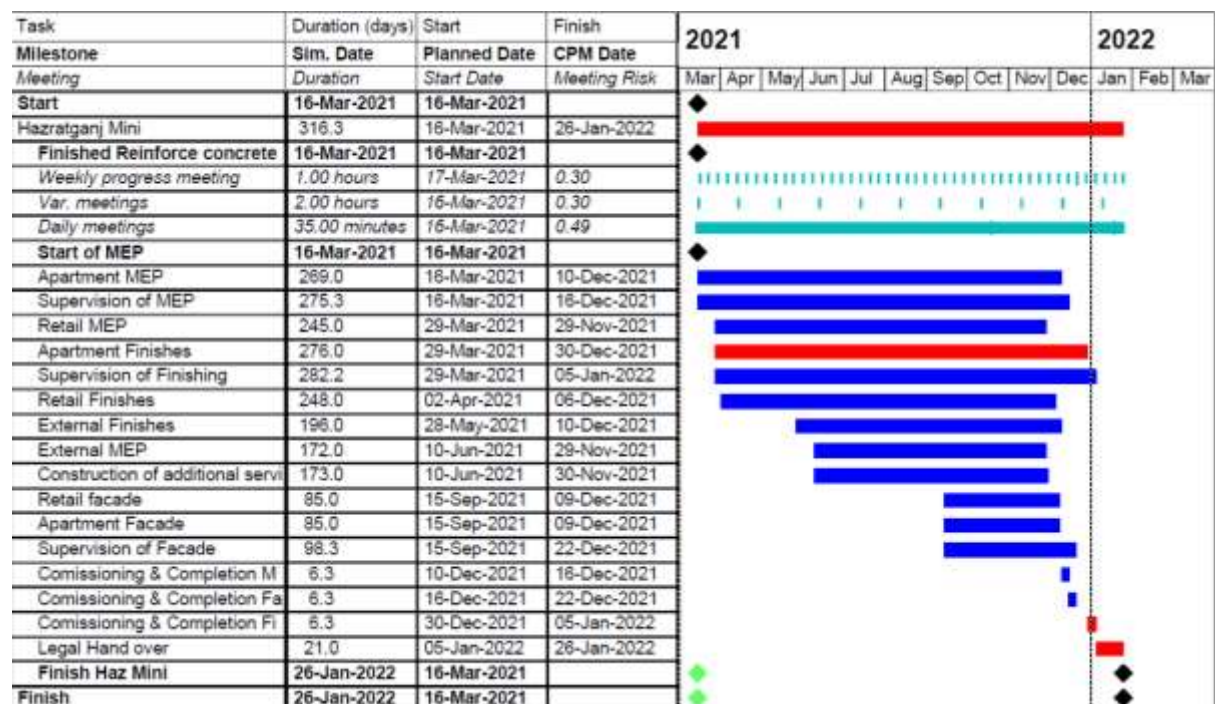 Task Duration (days) Start Finish 2021 2022
Milestone Sim. Date Planned Date CPM Date
Meeting Duration Start Date Meeting Risk Mar Apr May Jun Jul Aug Sep Oct Nov Dec Jan Feb Mar
Start 16-Mar-2021 16-Mar-2021
Hazratganj Mini 316.3 16-Mar-2021 26-Jan-2022
Finished Reinforce concrete 16-Mar-2021 16-Mar-2021
Weekly progress meeting 1.00 hours 17-Mar-2021 0.30
Var. meetings 2.00 hours 16-Mar-2021 0.30
Daily meetings 35.00 minutes 16-Mar-2021 0.49
Start of MEP 16-Mar-2021 16-Mar-2021
Apartment MEP 269.0 16-Mar-2021 10-Dec-2021
Supervision of MEP 275.3 16-Mar-2021 16-Dec-2021
Retail MEP 245.0 29-Mar-2021 29-Nov-2021
Apartment Finishes 276.0 29-Mar-2021 30-Dec-2021
Supervision of Finishing 282.2 29-Mar-2021 05-Jan-2022
Retail Finishes 248.0 02-Apr-2021 06-Dec-2021
External Finishes 196.0 28-May-2021 10-Dec-2021
External MEP 172.0 10-Jun-2021 29-Nov-2021
Construction of additional servi 173.0 10-Jun-2021 30-Nov-2021
Retail facade 85.0 15-Sep-2021 09-Dec-2021
Apartment Facade 85.0 15-Sep-2021 09-Dec-2021
Supervision of Facade 98.3 15-Sep-2021 22-Dec-2021
Comissioning & Completion M 6.3 10-Dec-2021 16-Dec-2021
Comissioning & Completion Fa 6.3 16-Dec-2021 22-Dec-2021
Comissioning & Completion Fi 6.3 30-Dec-2021 05-Jan-2022
Legal Hand over 21.0 05-Jan-2022 26-Jan-2022
Finish Haz Mini 26-Jan-2022 16-Mar-2021
Finish 26-Jan-2022 16-Mar-2021